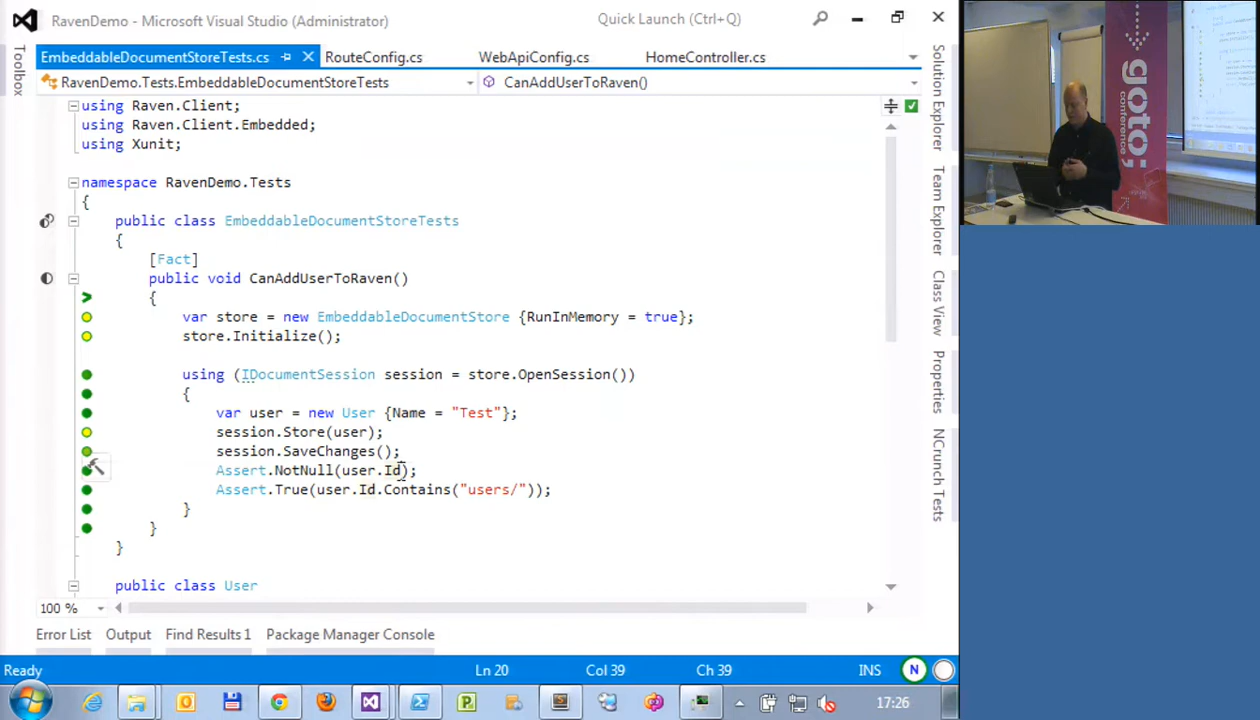 RavenDemo - Microsoft Visual Studio (Administrator)
Quick Launch (Ctrl+Q)
EmbeddableDocumentStoreTests.cs
RouteConfig.cs
WebApiConfig.cs
HomeController.cs
RavenDemo.Tests.EmbeddableDocumentStoreTests
CanAddUserToRaven()
Toolbox
using Raven.Client;
using Raven.Client.Embedded;
using Xunit;
namespace RavenDemo.Tests
{
public class EmbeddableDocumentStoreTests
{
[Fact]
public void CanAddUserToRaven()
{
var store = new EmbeddableDocumentStore {RunInMemory = true};
store.Initialize();
using (IDocumentSession session = store.OpenSession())
{
var user = new User {Name = "Test"};
session.Store(user);
session.SaveChanges();
Assert.NotNull(user.Id);
Assert.True(user.Id.Contains("users/"));
}
}
}
public class User
100 %
Solution Explorer
Team Explorer
Class View
Properties
NCrunch Tests
Error List
Output
Find Results 1
Package Manager Console
Ready
Ln 20
Col 39
Ch 39
INS
N
17:26
goto;
conference